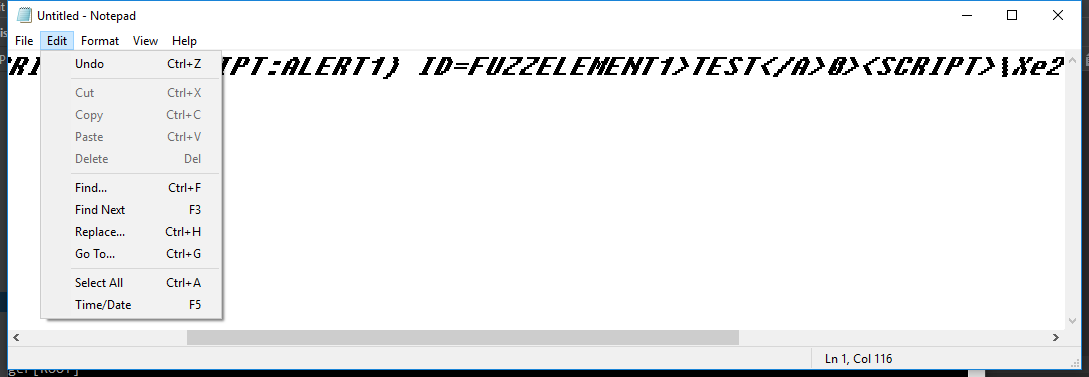 Untitled - Notepad
File Edit Format View Help
RI IPT:ALERT1) ID=FUZZELEMENT1>TEST</A>0><SCRIPT>\Xe2
Undo Ctrl+Z
Cut Ctrl+X
Copy Ctrl+C
Paste Ctrl+V
Delete Del
Find... Ctrl+F
Find Next F3
Replace... Ctrl+H
Go To... Ctrl+G
Select All Ctrl+A
Time/Date F5
Ln 1, Col 116